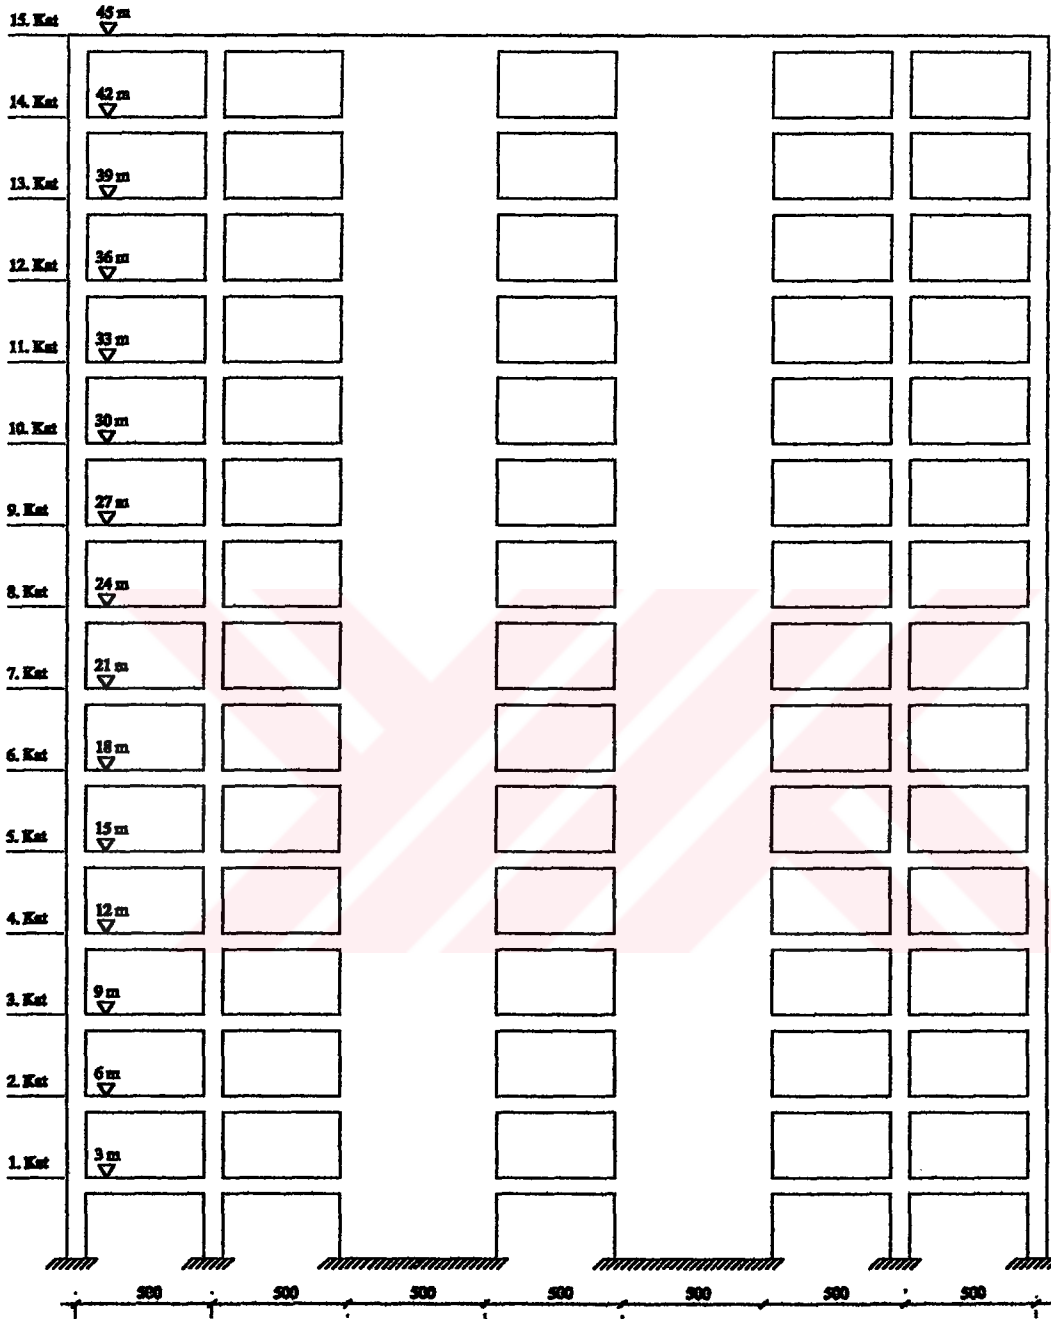 15. Kat 45 m
14. Kat 42 m
13. Kat 39 m
12. Kat 36 m
11. Kat 33 m
10. Kat 30 m
9. Kat 27 m
8. Kat 24 m
7. Kat 21 m
6. Kat 18 m
5. Kat 15 m
4. Kat 12 m
3. Kat 9 m
2. Kat 6 m
1. Kat 3 m
500 500 500 500 500 500 500